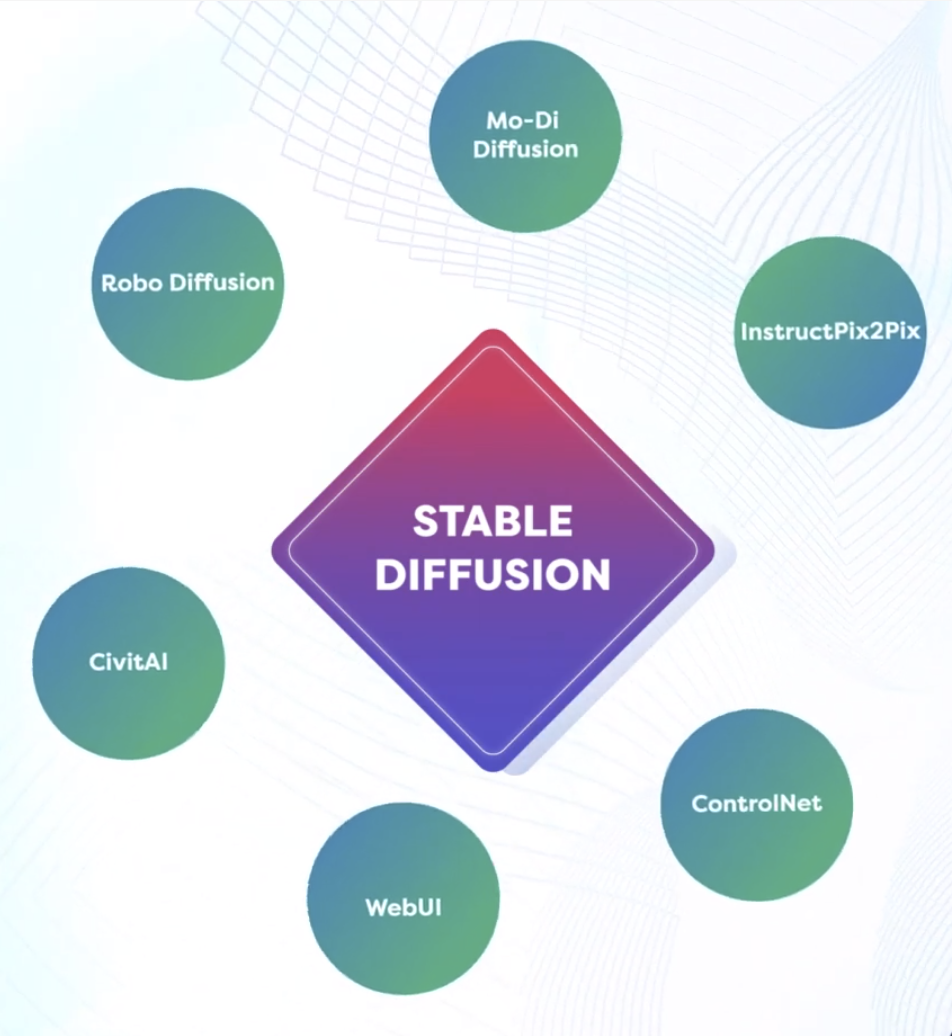 Mo-Di
Diffusion
Robo Diffusion
InstructPix2Pix
STABLE
DIFFUSION
CivitAI
ControlNet
WebUI